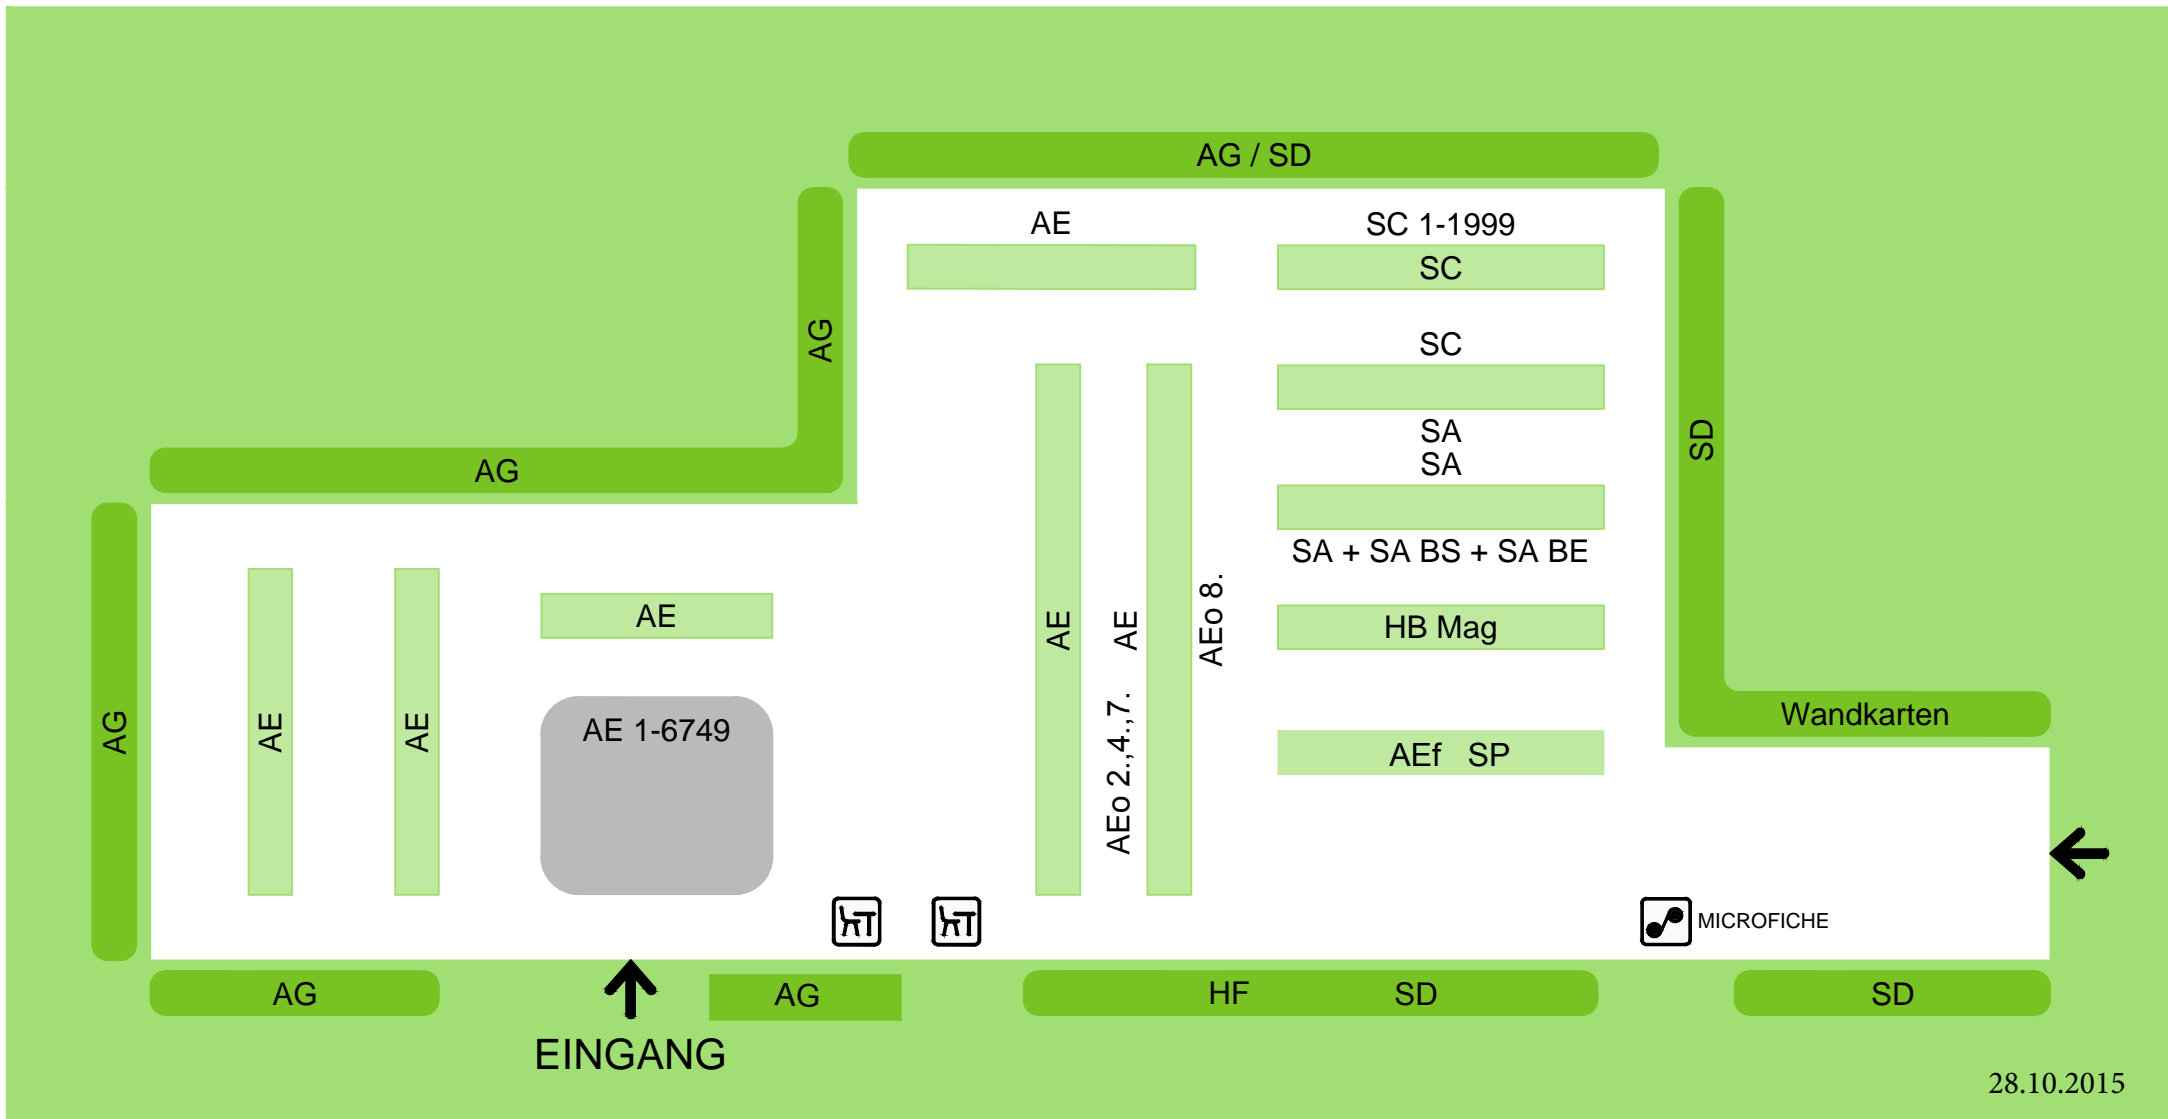 AG / SD
AE
SC 1-1999
SC
AG
SC
SA
SD
AG
SA
SA + SA BS + SA BE
AE
AE
AE
AEo 8.
HB Mag
AG
AE
AE
AE 1-6749
AEo 2.,4.,7.
AEf SP
Wandkarten
MICROFICHE
AG
AG
HF
SD
SD
EINGANG
28.10.2015